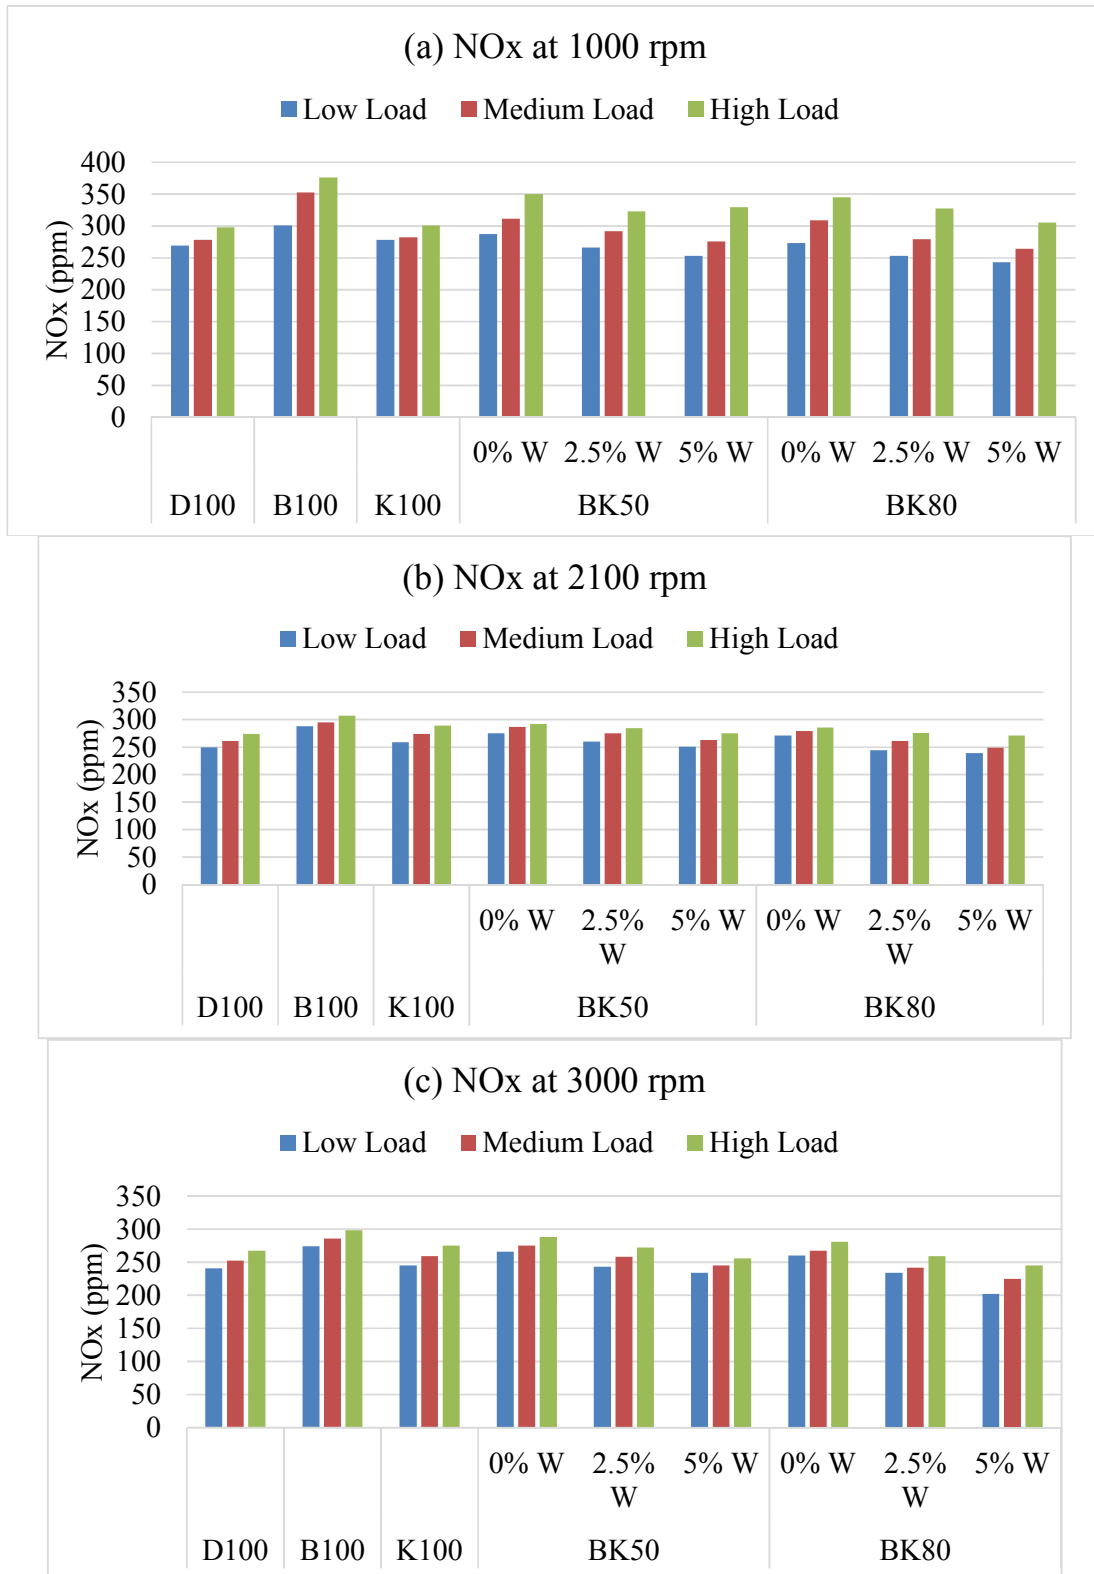 (a) NOx at 1000 rpm
Low Load Medium Load High Load
400
350
300
250
200
150
100
50
0
NOx (ppm)
0% W 2.5% W 5% W 0% W 2.5% W 5% W
D100 B100 K100 BK50 BK80
(b) NOx at 2100 rpm
Low Load Medium Load High Load
350
300
250
200
150
100
50
0
NOx (ppm)
0% W 2.5% W 5% W 0% W 2.5% W 5% W
D100 B100 K100 BK50 BK80
(c) NOx at 3000 rpm
Low Load Medium Load High Load
350
300
250
200
150
100
50
0
NOx (ppm)
0% W 2.5% W 5% W 0% W 2.5% W 5% W
D100 B100 K100 BK50 BK80